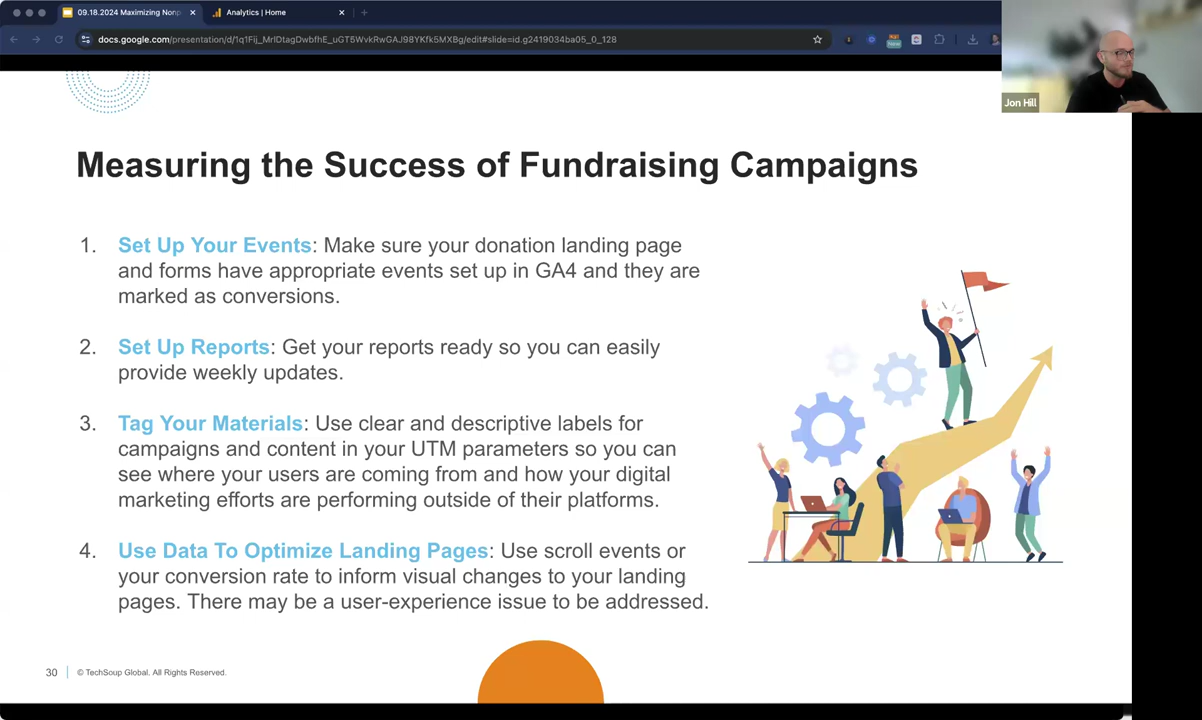 09.18.2024 Maximizing Nonp
Analytics | Home
docs.google.com/presentation/d/1q1Fij_MrIDtagDwbfhE_uGT5WvkRwGAJ98YKfk5MXBg/edit#slide=id.g2419034ba05_0_128
Jon Hill
Measuring the Success of Fundraising Campaigns
1. Set Up Your Events: Make sure your donation landing page
and forms have appropriate events set up in GA4 and they are
marked as conversions.
2. Set Up Reports: Get your reports ready so you can easily
provide weekly updates.
3. Tag Your Materials: Use clear and descriptive labels for
campaigns and content in your UTM parameters so you can
see where your users are coming from and how your digital
marketing efforts are performing outside of their platforms.
4. Use Data To Optimize Landing Pages: Use scroll events or
your conversion rate to inform visual changes to your landing
pages. There may be a user-experience issue to be addressed.
30
© TechSoup Global. All Rights Reserved.